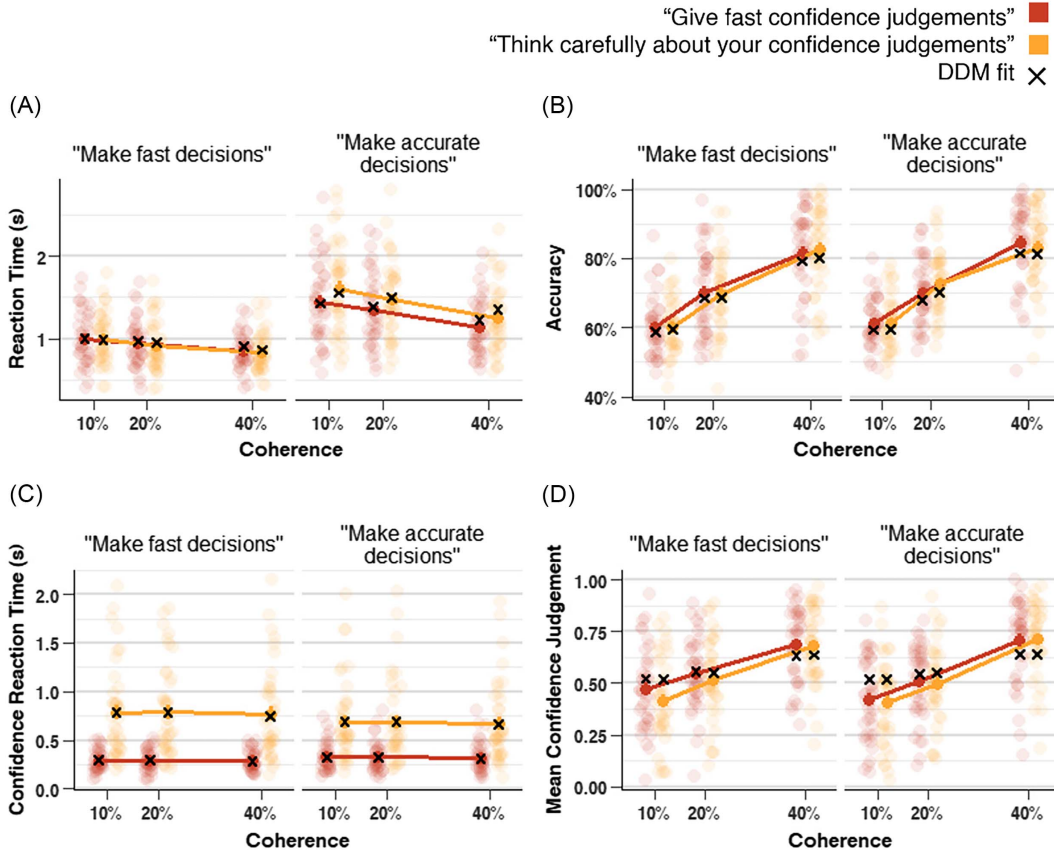 “Give fast confidence judgements”
“Think carefully about your confidence judgements”
DDM fit
(A)
"Make fast decisions"
"Make accurate
decisions"
Reaction Time (s)
2
1
10%
20%
40%
10%
20%
40%
Coherence
(B)
"Make fast decisions"
"Make accurate
decisions"
Accuracy
100%
80%
60%
40%
10%
20%
40%
10%
20%
40%
Coherence
(C)
"Make fast decisions"
"Make accurate
decisions"
Confidence Reaction Time (s)
2.0
1.5
1.0
0.5
0.0
10%
20%
40%
10%
20%
40%
Coherence
(D)
"Make fast decisions"
"Make accurate
decisions"
Mean Confidence Judgement
1.00
0.75
0.50
0.25
0.00
10%
20%
40%
10%
20%
40%
Coherence